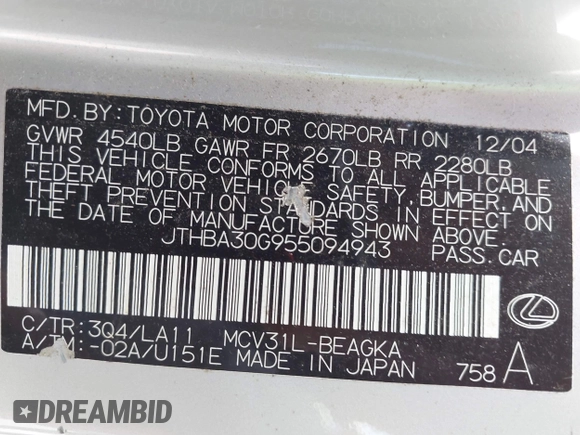 MFD. BY: TOYOTA MOTOR CORPORATION 12/04
GVWR 4540LB GAWR FR 2670LB RR 2280LB
THIS VEHICLE CONFORMS TO ALL APPLICABLE
FEDERAL MOTOR VEHICLE SAFETY, BUMPER, AND
THEFT PREVENTION STANDARDS IN EFFECT ON
THE DATE OF MANUFACTURE SHOWN ABOVE.
JTHBA30G955094943 PASS. CAR
C/TR: 3Q4/LA11 MCV31L-BEAGKA
A/TM: -02A/U151E MADE IN JAPAN 758 A
DREAMBID